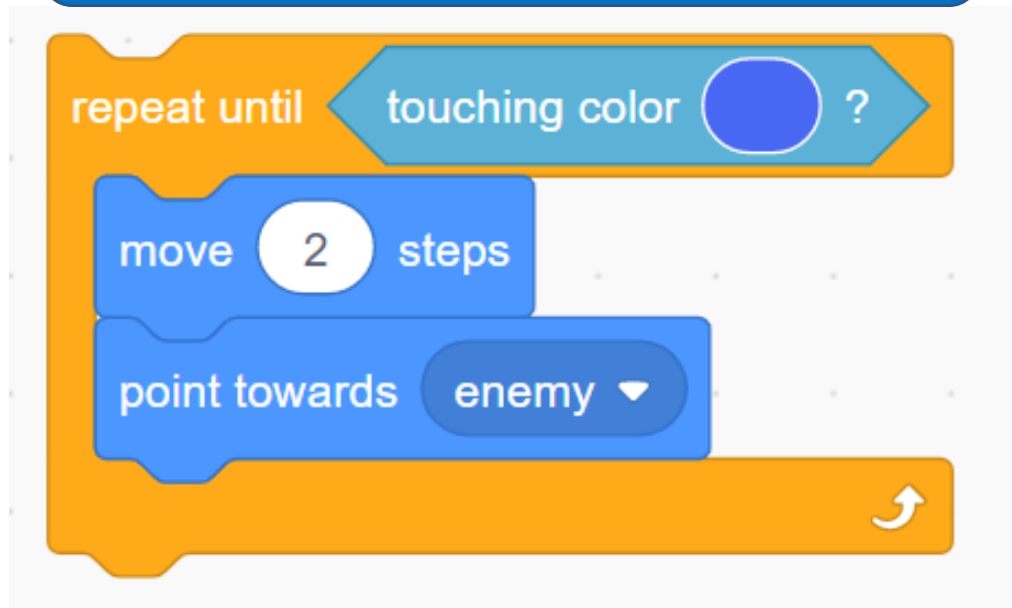 repeat until touching color ?
move 2 steps
point towards enemy